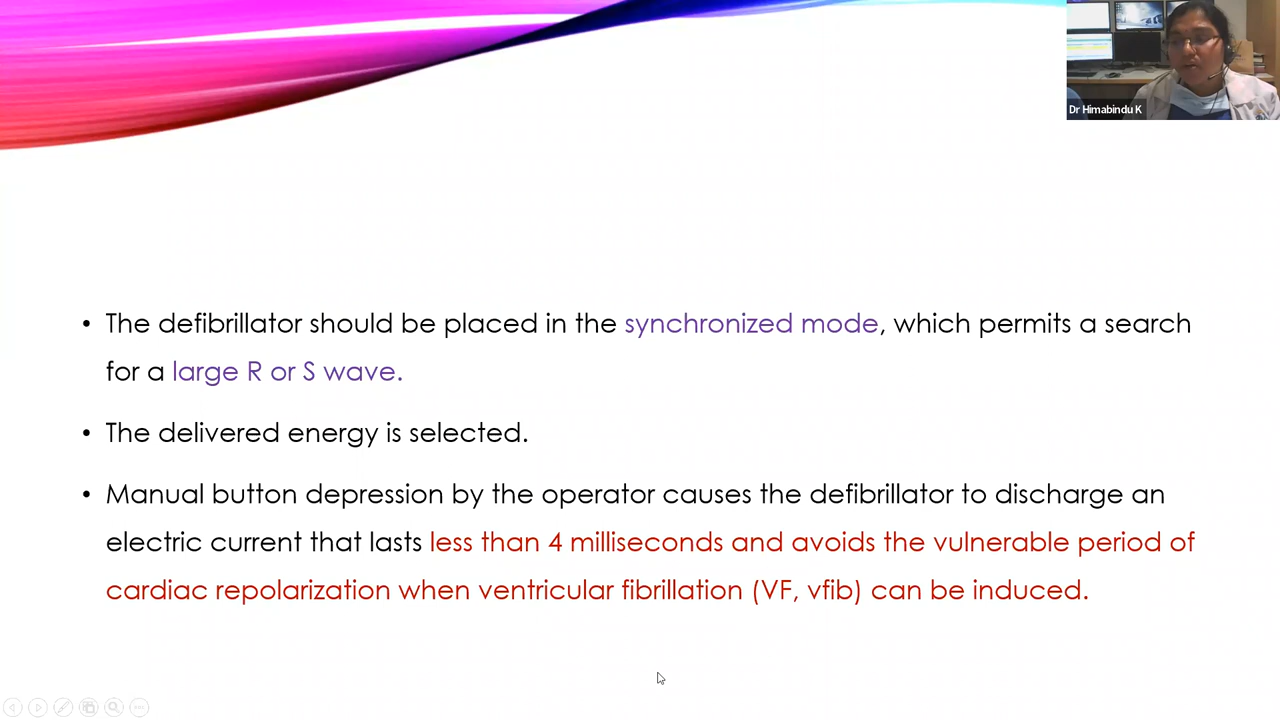 Dr Himabindu K
• The defibrillator should be placed in the synchronized mode, which permits a search
for a large R or S wave.
• The delivered energy is selected.
• Manual button depression by the operator causes the defibrillator to discharge an
electric current that lasts less than 4 milliseconds and avoids the vulnerable period of
cardiac repolarization when ventricular fibrillation (VF, vfib) can be induced.